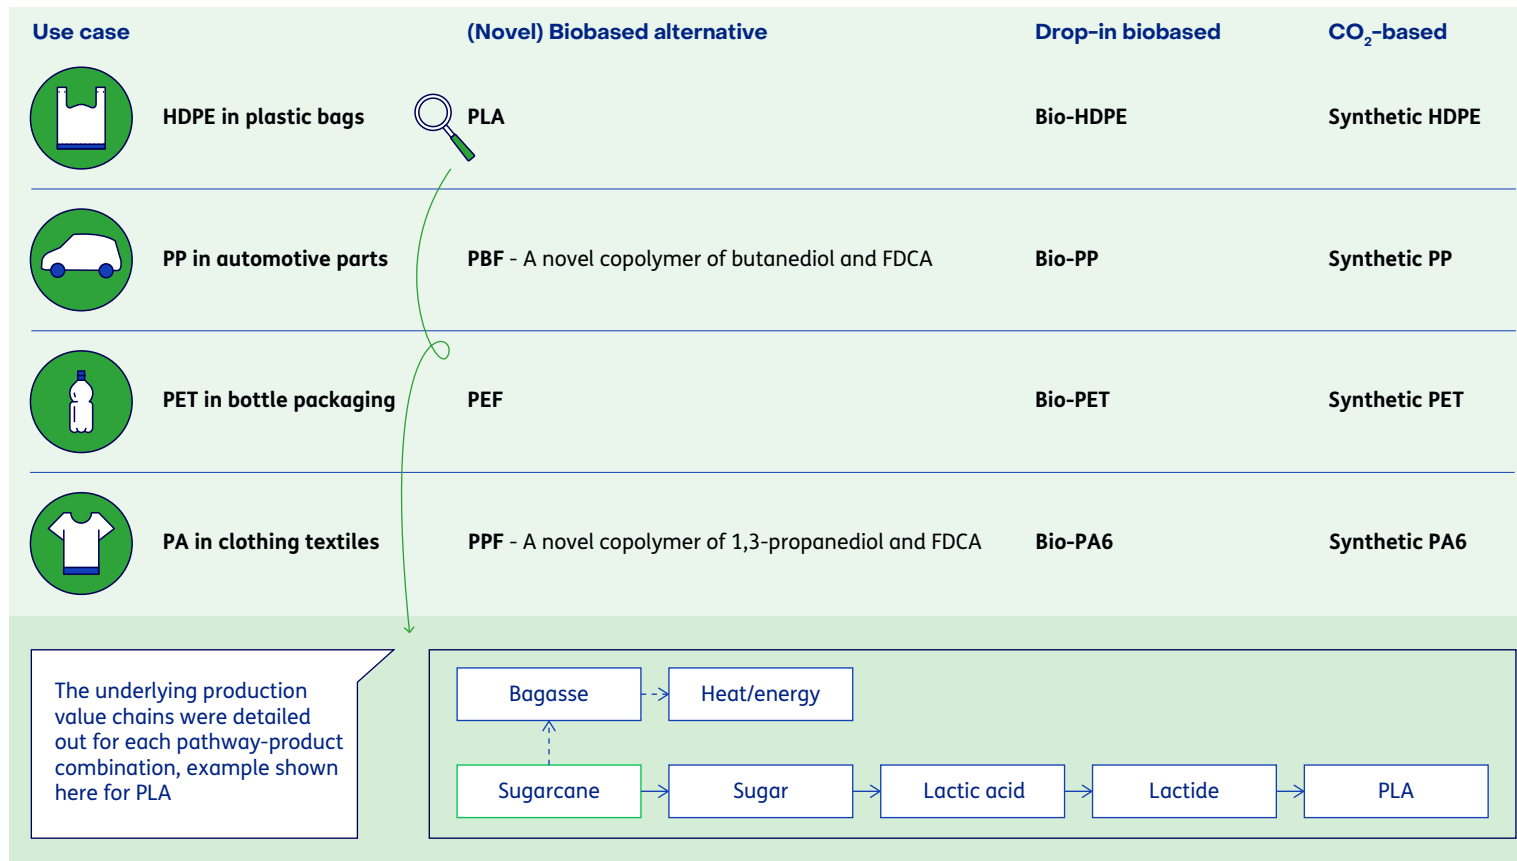 Use case (Novel) Biobased alternative Drop-in biobased CO₂-based
HDPE in plastic bags PLA Bio-HDPE Synthetic HDPE
PP in automotive parts PBF - A novel copolymer of butanediol and FDCA Bio-PP Synthetic PP
PET in bottle packaging PEF Bio-PET Synthetic PET
PA in clothing textiles PPF - A novel copolymer of 1,3-propanediol and FDCA Bio-PA6 Synthetic PA6
The underlying production
value chains were detailed
out for each pathway-product
combination, example shown
here for PLA
Bagasse Heat/energy
Sugarcane Sugar Lactic acid Lactide PLA